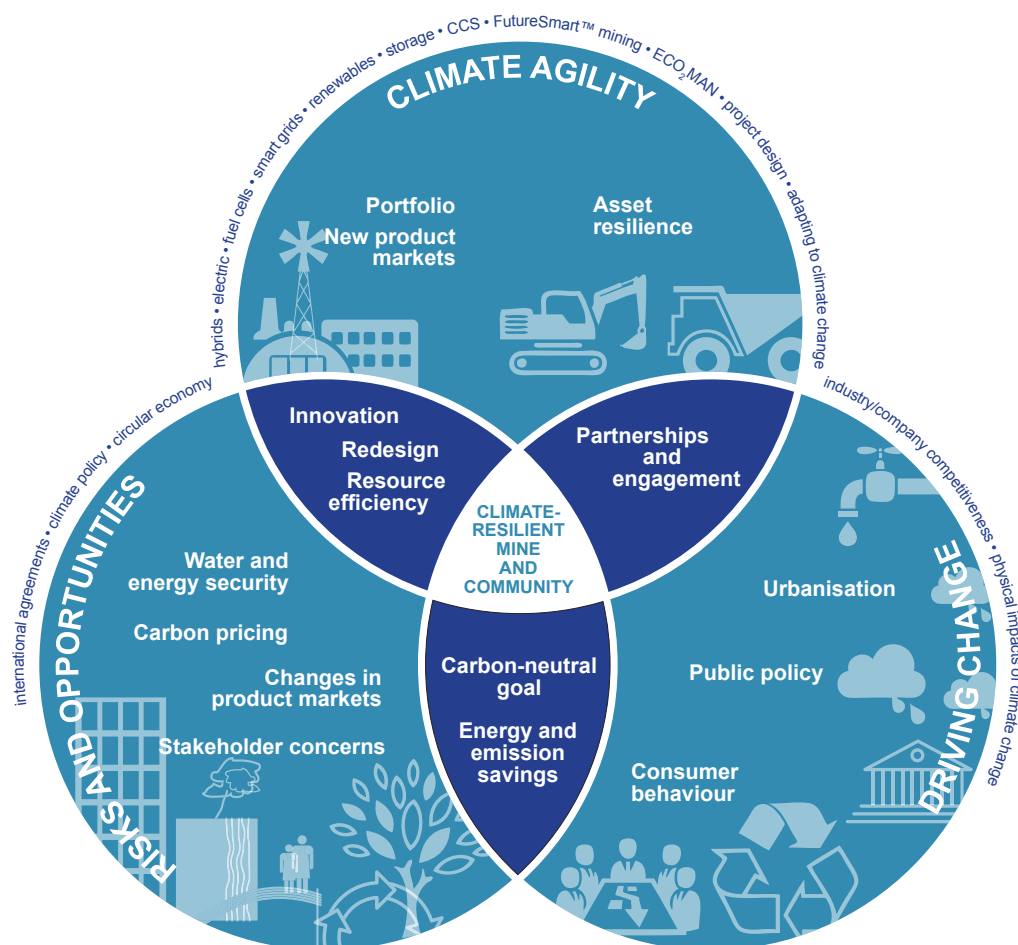 hybrids • electric • fuel cells • smart grids • renewables • storage • CCS • FutureSmart™ mining • ECO₂MAN • project design • adapting to climate change
CLIMATE AGILITY
Portfolio
New product
markets
Asset
resilience
international agreements • climate policy • circular economy
industry/company competitiveness • physical impacts of climate change
Innovation
Redesign
Resource
efficiency
Partnerships
and
engagement
CLIMATE-
RESILIENT
MINE
AND
COMMUNITY
RISKS AND OPPORTUNITIES
Water and
energy security
Carbon pricing
Changes in
product markets
Stakeholder concerns
Carbon-neutral
goal
Energy and
emission
savings
DRIVING CHANGE
Urbanisation
Public policy
Consumer
behaviour